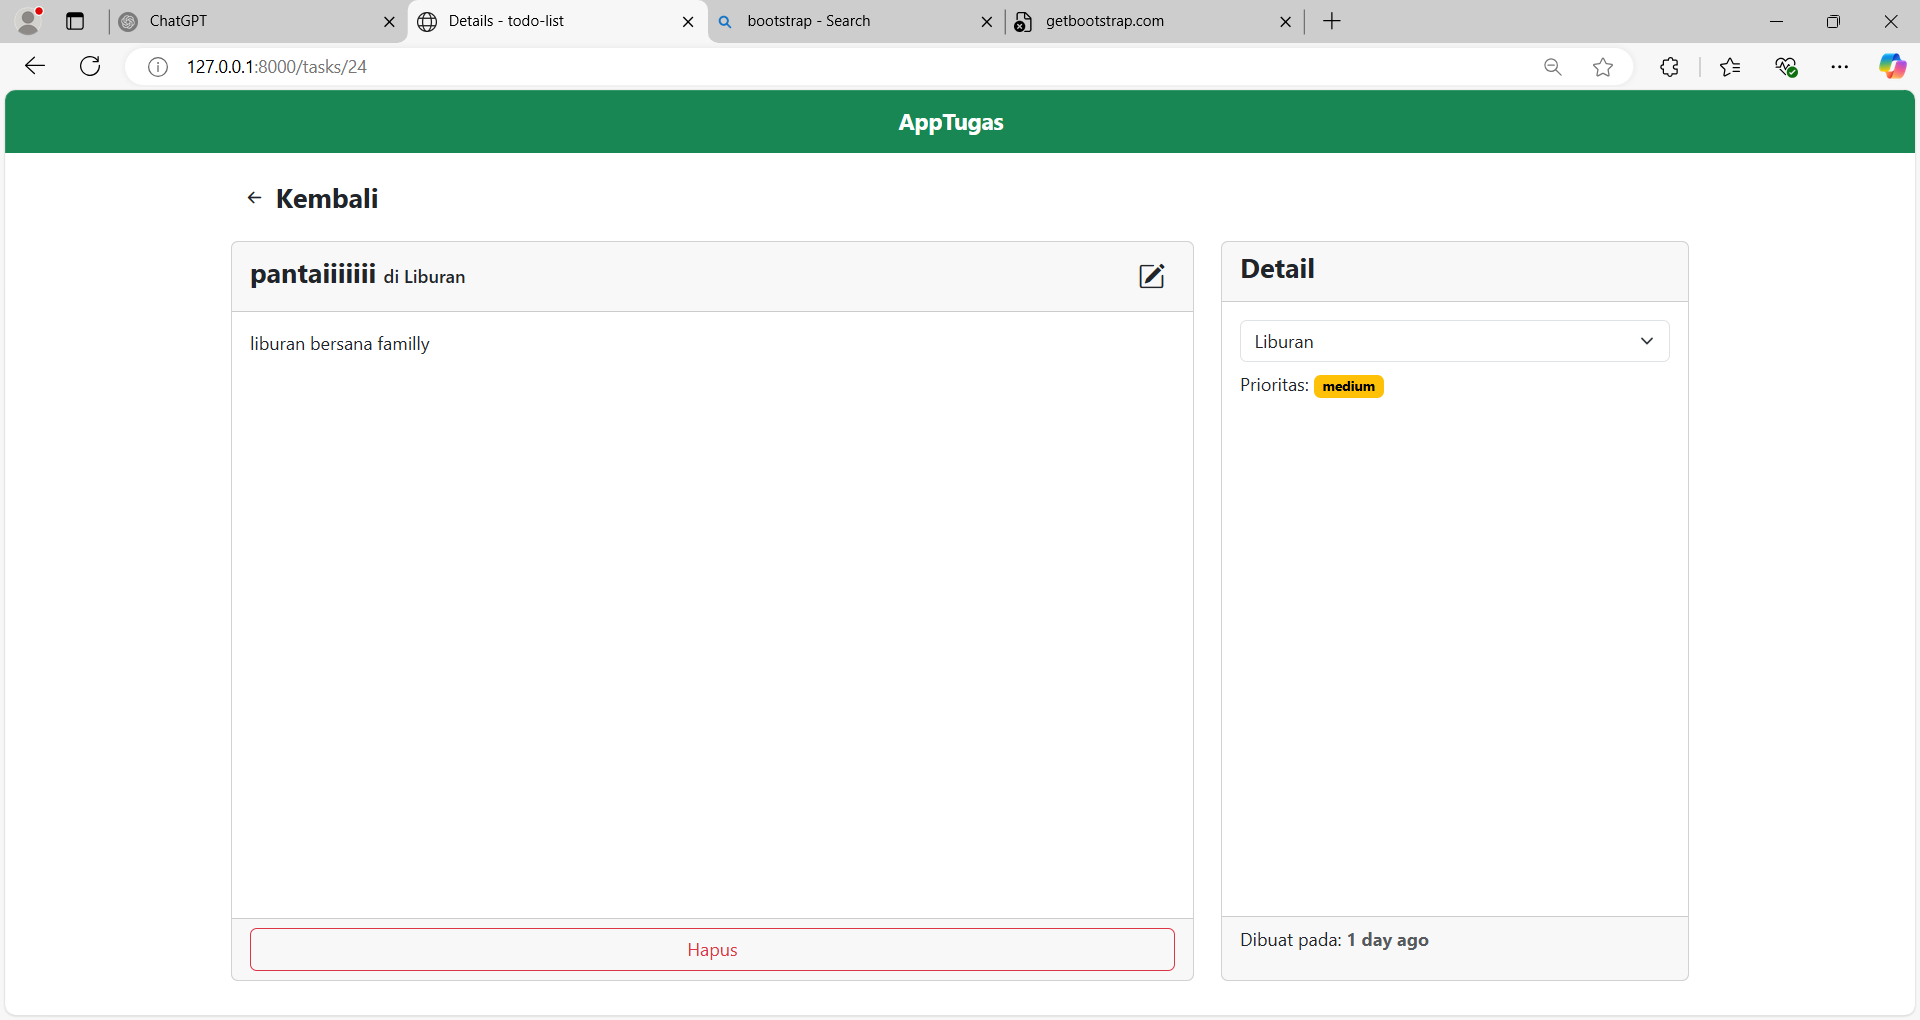 ChatGPT
Details - todo-list
bootstrap - Search
getbootstrap.com
127.0.0.1:8000/tasks/24
AppTugas
Kembali
pantaiiiiiii di Liburan
liburan bersana familly
Hapus
Detail
Liburan
Prioritas: medium
Dibuat pada: 1 day ago